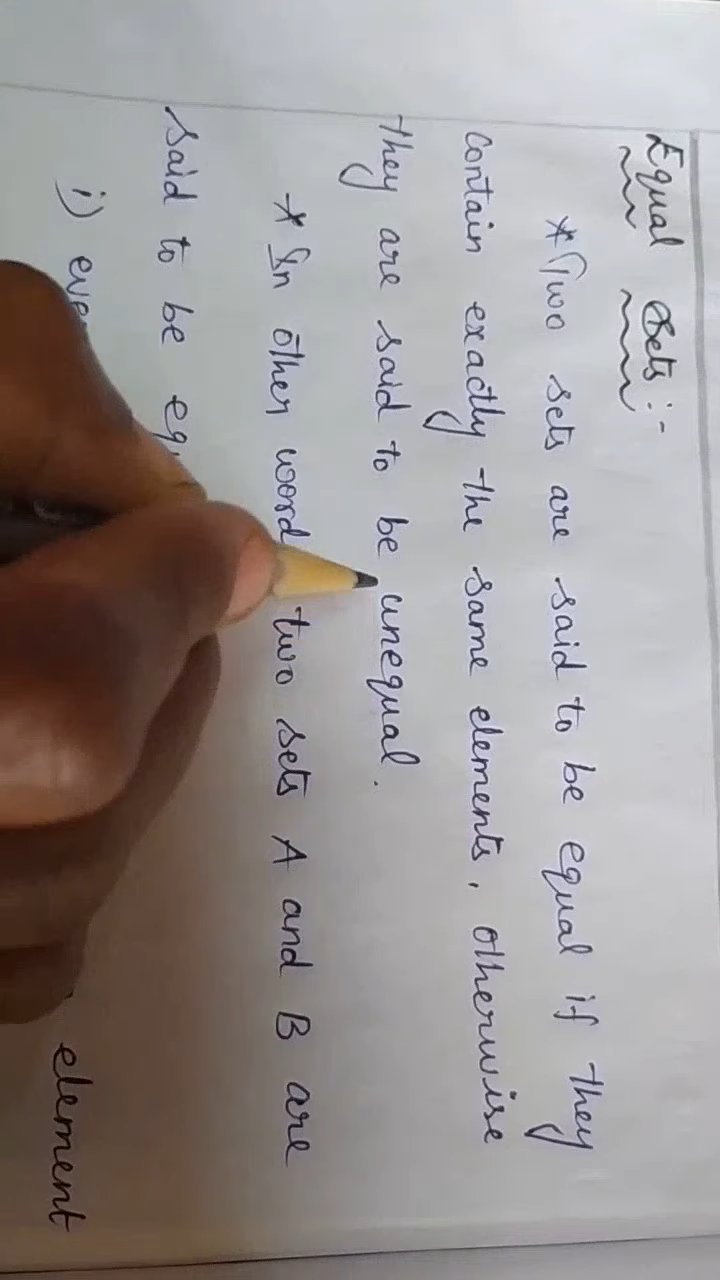 Equal Sets :-
* Two sets are said to be equal if they
contain exactly the same elements, otherwise
they are said to be unequal.
* In other word two sets A and B are
said to be
i) element